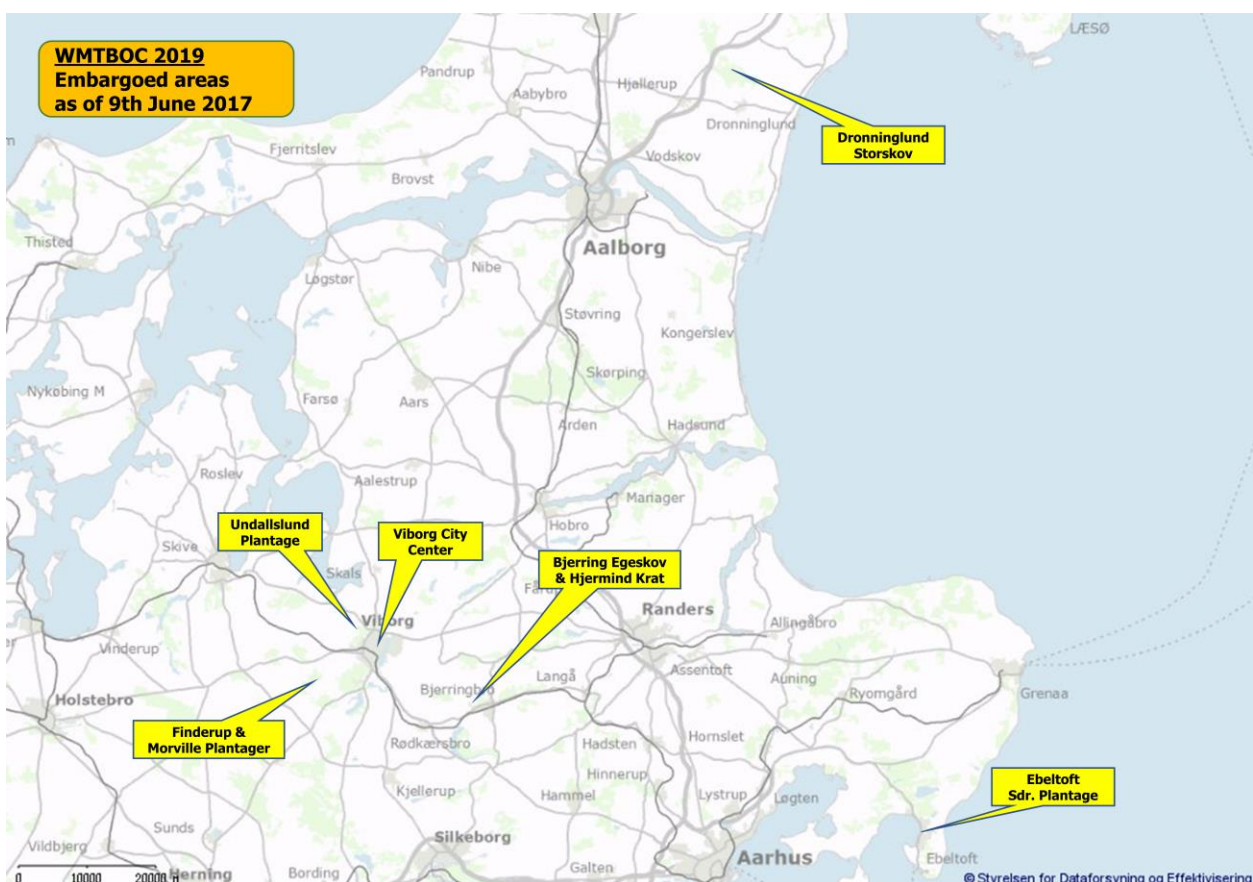 WMTBOC 2019
Embargoed areas
as of 9th June 2017
LÆSØ
Pandrup
Hjallerup
Aabybro
Dronninglund
Dronninglund
Storskov
Fjerritslev
Vodskov
Brovst
Thisted
Aalborg
Løgstør
Nibe
Støvring
Kongerslev
Skørping
Nykøbing M
Farsø
Aars
Arden
Hadsund
Roslev
Aalestrup
Mariager
Hobro
Undallslund
Plantage
Viborg City
Center
Skive
Bjerring Egeskov
& Hjermind Krat
Skals
Fårup
Randers
Viborg
Allingåbro
Vinderup
Assentoft
Langå
Auning
Bjerringbro
Ryomgård
Grenaa
Holstebro
Finderup &
Morville Plantager
Rødkærsbro
Hadsten
Hornslet
Hinnerup
Ebeltoft
Sdr. Plantage
Kjellerup
Hammel
Lystrup
Løgten
Sunds
Silkeborg
Vildbjerg
Aarhus
Ebeltoft
Herning
Bording
Galten
0 10000 20000
© Styrelsen for Dataforsyning og Effektivisering